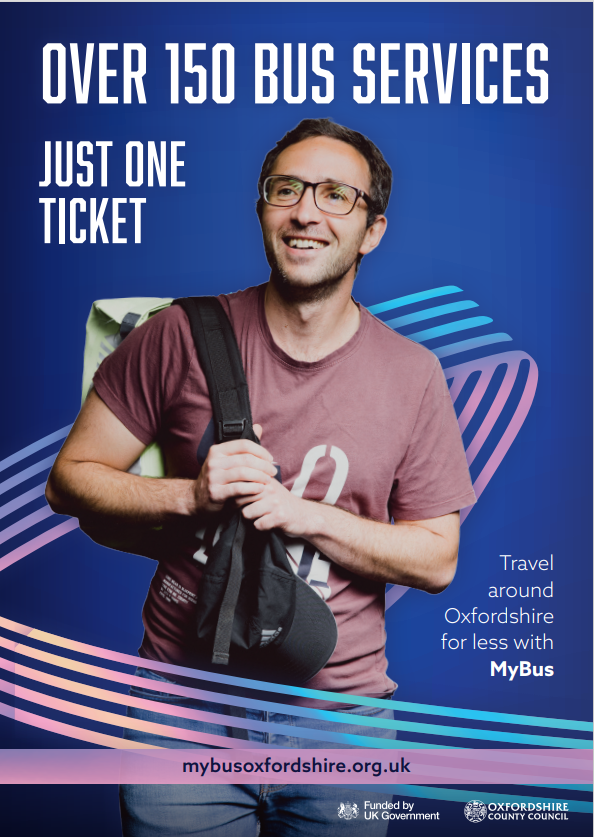 OVER 150 BUS SERVICES
JUST ONE
TICKET
Travel
around
Oxfordshire
for less with
MyBus
mybusoxfordshire.org.uk
Funded by
UK Government
OXFORDSHIRE
COUNTY COUNCIL